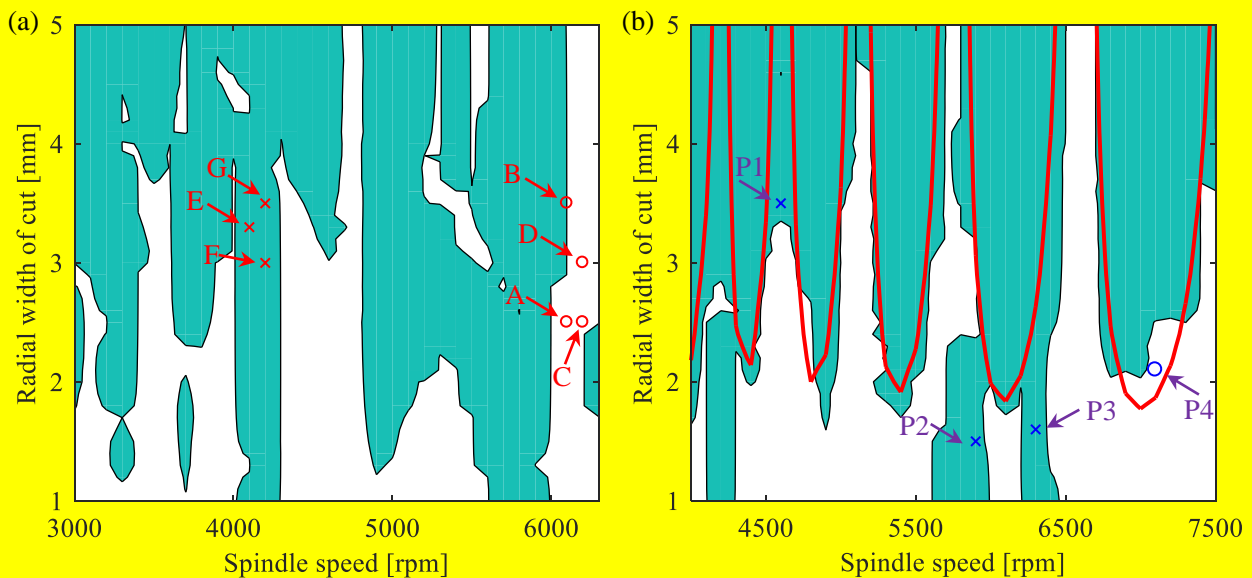 (a)
Radial width of cut [mm]
5
4
3
2
1
G
E
F
B
D
A
C
3000 4000 5000 6000
Spindle speed [rpm]
(b)
Radial width of cut [mm]
5
4
3
2
1
P1
P2
P3
P4
4500 5500 6500 7500
Spindle speed [rpm]